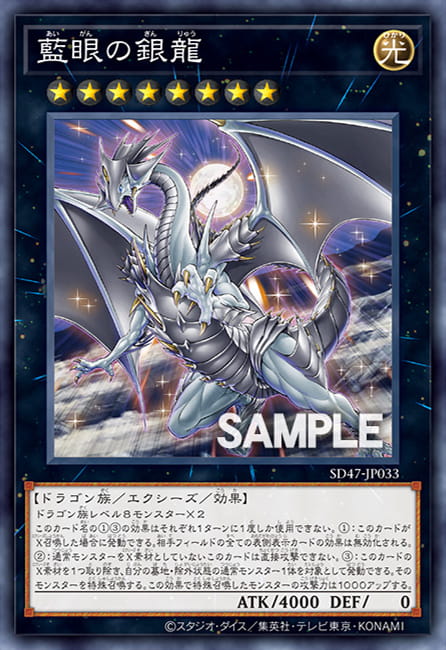 藍眼の銀龍
光
SAMPLE
SD47-JP033
【ドラゴン族／エクシーズ／効果】
ドラゴン族レベル8モンスター×2
このカード名の①③の効果はそれぞれ1ターンに1度しか使用できない。①：このカードが
X召喚した場合に発動できる。相手フィールドの全ての表側表示カードの効果は無効化される。
②：通常モンスターをX素材としていないこのカードは直接攻撃できない。③：このカードの
X素材を1つ取り除き、自分の墓地・除外状態の通常モンスター1体を対象として発動できる。その
モンスターを特殊召喚する。この効果で特殊召喚したモンスターの攻撃力は1000アップする。
ATK/4000 DEF/ 0
©スタジオ・ダイス／集英社・テレビ東京・KONAMI